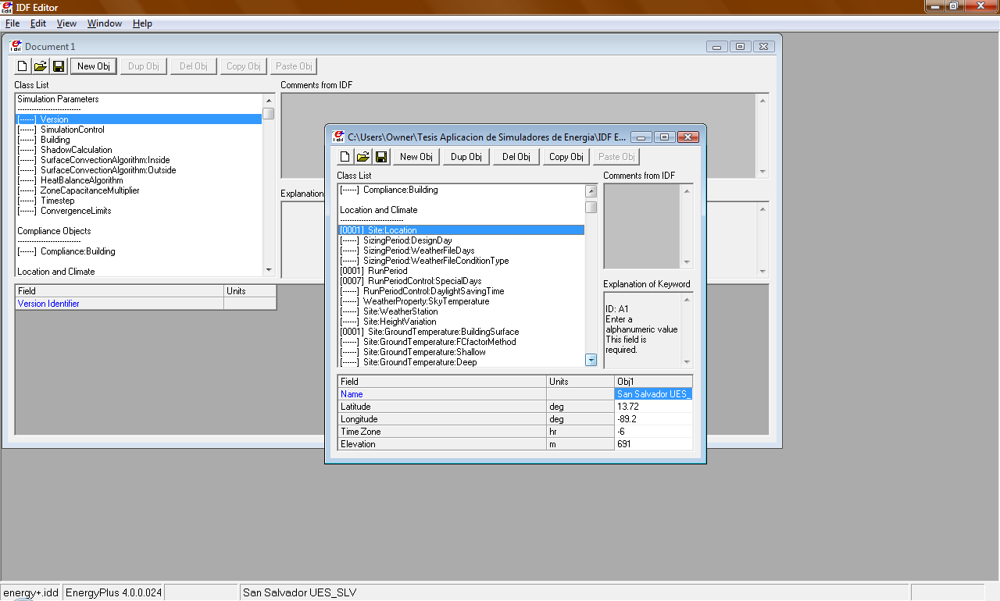 IDF Editor
File Edit View Window Help
Document 1
New Obj Dup Obj Del Obj Copy Obj Paste Obj
Class List
Comments from IDF
Simulation Parameters
-------------------------
[------] Version
[------] SimulationControl
[------] Building
[------] ShadowCalculation
[------] SurfaceConvectionAlgorithm:Inside
[------] SurfaceConvectionAlgorithm:Outside
[------] HeatBalanceAlgorithm
[------] ZoneCapacitanceMultiplier
[------] Timestep
[------] ConvergenceLimits
Compliance Objects
-------------------------
[------] Compliance:Building
Location and Climate
Explanation
Field Units
Version Identifier
C:\Users\Owner\Tesis Aplicacion de Simuladores de Energia\IDF E...
New Obj Dup Obj Del Obj Copy Obj Paste Obj
Class List
Comments from IDF
[------] Compliance:Building
Location and Climate
-------------------------
[0001] Site:Location
[------] SizingPeriod:DesignDay
[------] SizingPeriod:WeatherFileDays
[------] SizingPeriod:WeatherFileConditionType
[0001] RunPeriod
[0007] RunPeriodControl:SpecialDays
[------] RunPeriodControl:DaylightSavingTime
[------] WeatherProperty:SkyTemperature
[------] Site:WeatherStation
[------] Site:HeightVariation
[0001] Site:GroundTemperature:BuildingSurface
[------] Site:GroundTemperature:FCfactorMethod
[------] Site:GroundTemperature:Shallow
[------] Site:GroundTemperature:Deep
Explanation of Keyword
ID: A1
Enter a
alphanumeric value
This field is
required.
Field Units Obj1
Name San Salvador UES_
Latitude deg 13.72
Longitude deg -89.2
Time Zone hr -6
Elevation m 691
energy+.idd EnergyPlus 4.0.0.024 San Salvador UES_SLV